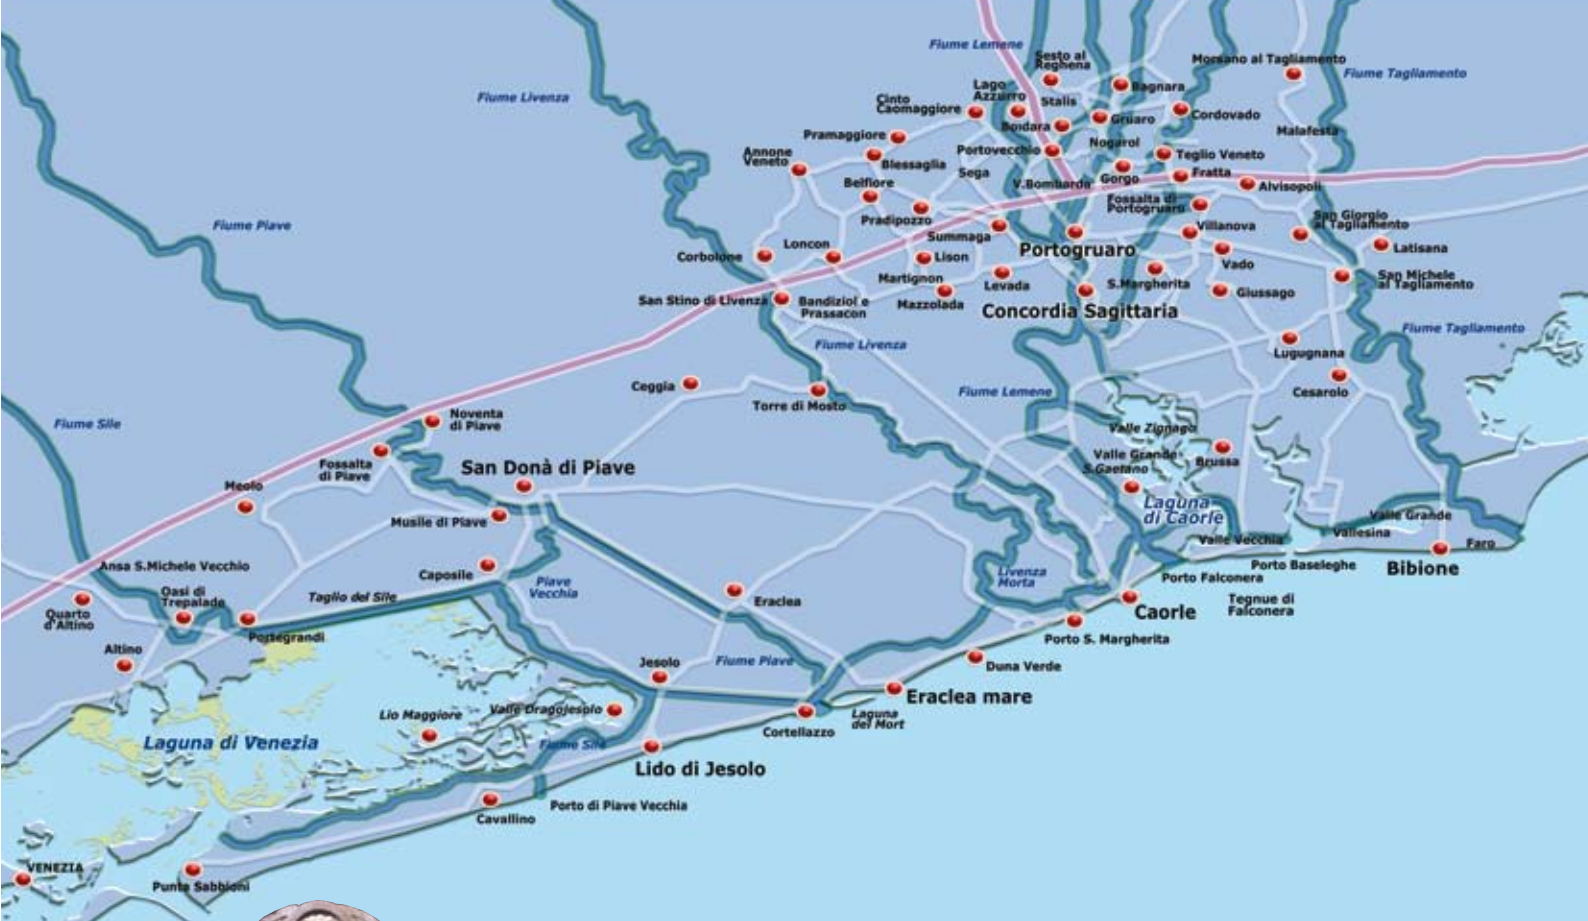 Fiume Lemene
Sesto al
Reghena
Morsano al Tagliamento
Fiume Tagliamento
Fiume Livenza
Lago
Azzurro
Bagnara
Cinto
Caomaggiore
Stalis
Cordovado
Gruaro
Boldara
Malafesta
Pramaggiore
Nogarol
Annone
Veneto
Blessaglia
Portovecchio
Teglio Veneto
Sega
Fratta
Belfiore
V.Bombarda
Gorgo
Alvisopoli
Fossalta di
Portogruaro
Pradipozzo
San Giorgio
al Tagliamento
Fiume Piave
Summaga
Villanova
Portogruaro
Latisana
Loncon
Corbolone
Lison
Vado
Martignon
Levada
S.Margherita
San Michele
al Tagliamento
Giussago
San Stino di Livenza
Bandiziol e
Prassacon
Mazzolada
Concordia Sagittaria
Fiume Tagliamento
Fiume Livenza
Lugugnana
Ceggia
Fiume Lemene
Cesarolo
Torre di Mosto
Fiume Sile
Noventa
di Piave
Valle Zignago
Valle Grande
S.Gaetano
Brussa
Fossalta
di Piave
San Donà di Piave
Meolo
Laguna
di Caorle
Valle Grande
Musile di Piave
Vallesina
Valle Vecchia
Faro
Ansa S.Michele Vecchio
Porto Baseleghe
Bibione
Caposile
Piave
Vecchia
Livenza
Morta
Porto Falconera
Oasi di
Trepalade
Taglio del Sile
Eraclea
Tegnue di
Falconera
Caorle
Quarto
d'Altino
Portegrandi
Porto S. Margherita
Altino
Jesolo
Fiume Piave
Duna Verde
Eraclea mare
Lio Maggiore
Valle Dragojesolo
Laguna
del Mort
Cortellazzo
Laguna di Venezia
Fiume Sile
Lido di Jesolo
Porto di Piave Vecchia
Cavallino
VENEZIA
Punta Sabbioni